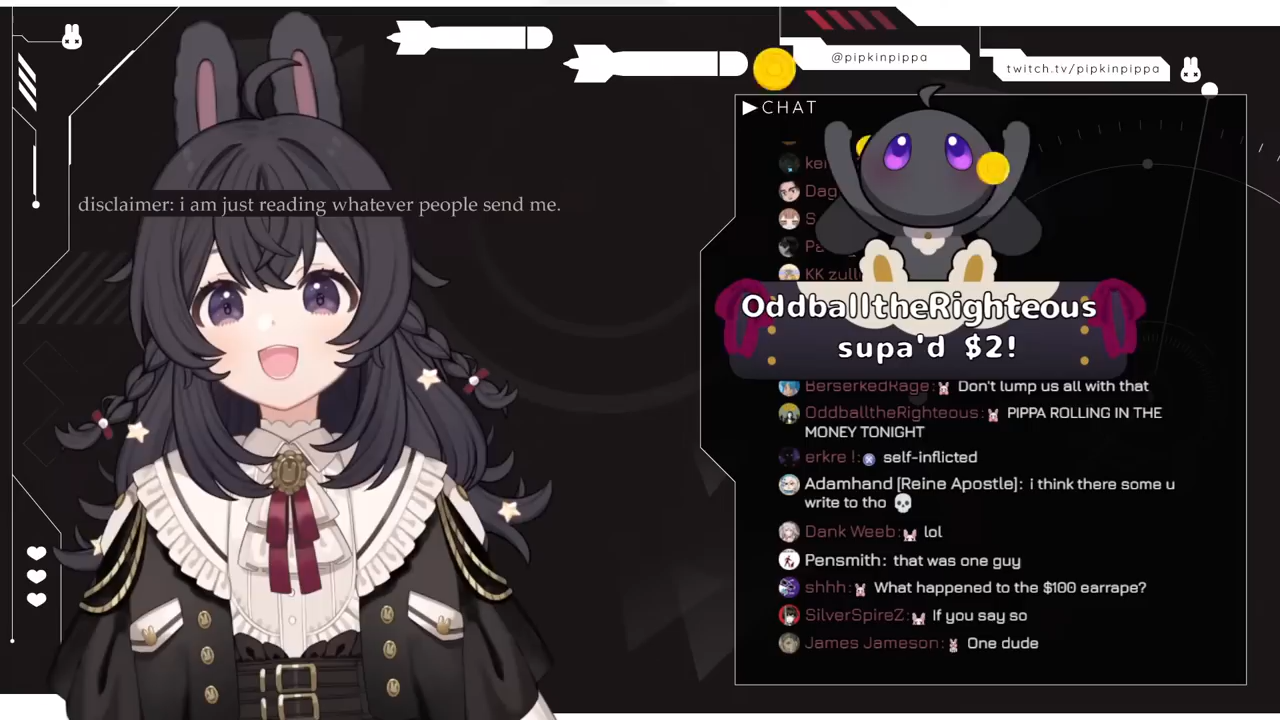 @pipkinpippa
twitch.tv/pipkinpippa
▶CHAT
disclaimer: i am just reading whatever people send me.
KK zull
OddballtheRighteous
supa'd $2!
BerserkedRage: Don't lump us all with that
OddballtheRighteous: PIPPA ROLLING IN THE
MONEY TONIGHT
erkre !: self-inflicted
Adamhand [Reine Apostle]: i think there some u
write to tho 💀
Dank Weeb: lol
Pensmith: that was one guy
shhh: What happened to the $100 earrape?
SilverSpireZ: If you say so
James Jameson: One dude